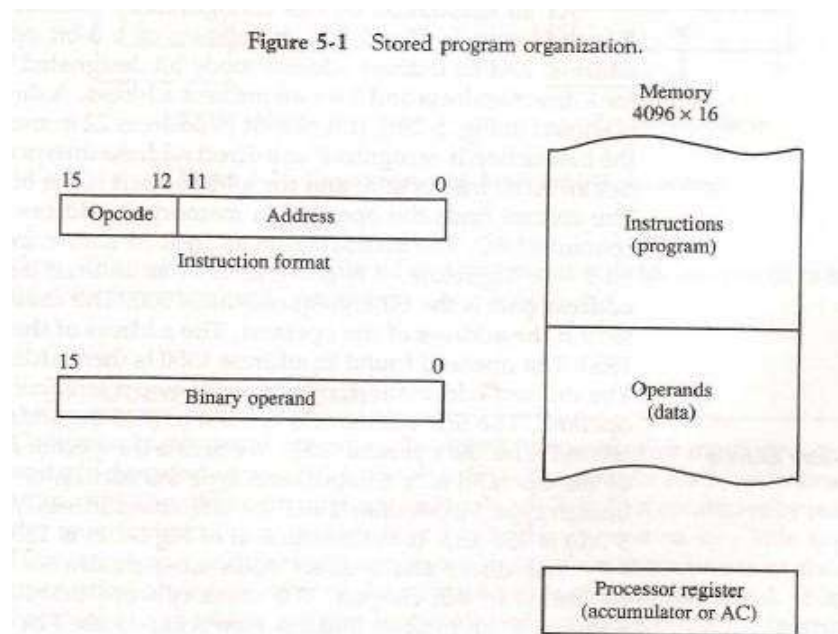 Figure 5-1 Stored program organization.
Memory
4096 × 16
15 12 11 0
Opcode Address
Instruction format
Instructions
(program)
15 0
Binary operand
Operands
(data)
Processor register
(accumulator or AC)